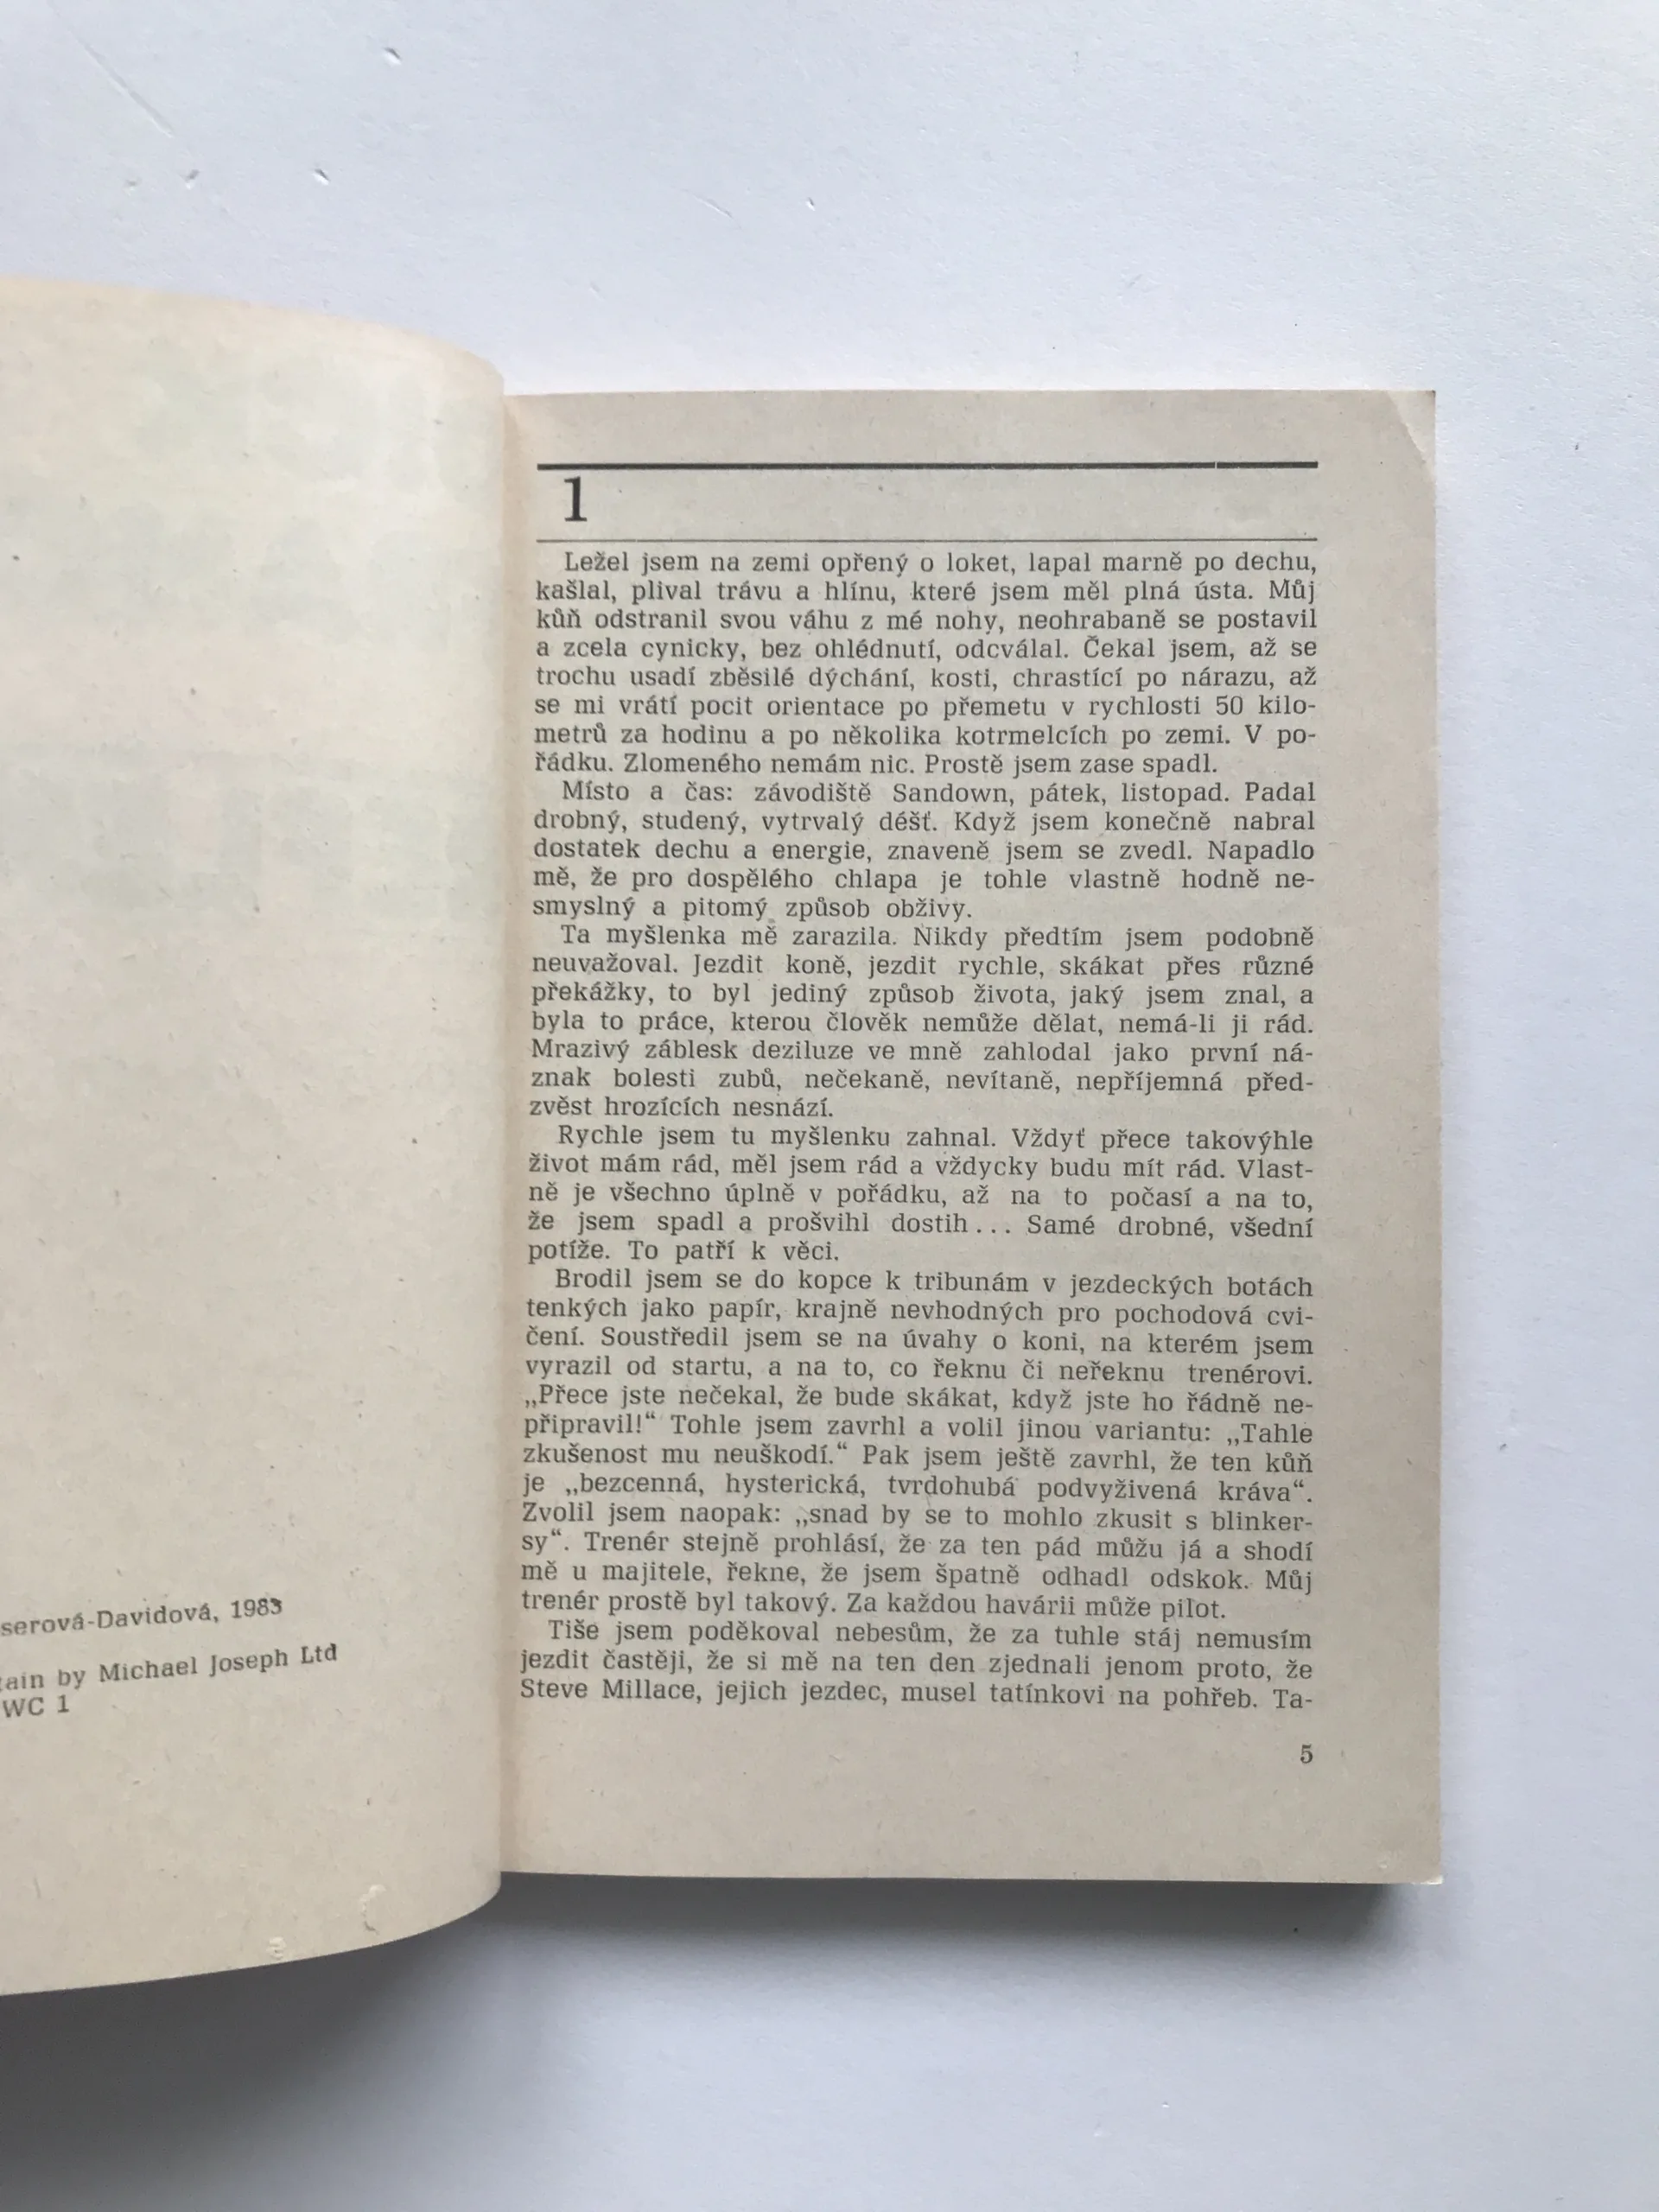 serová-Davidová, 1983
tain by Michael Joseph Ltd
WC 1
1
Ležel jsem na zemi opřený o loket, lapal marně po dechu,
kašlal, plival trávu a hlínu, které jsem měl plná ústa. Můj
kůň odstranil svou váhu z mé nohy, neohrabaně se postavil
a zcela cynicky, bez ohlédnutí, odcválal. Čekal jsem, až se
trochu usadí zběsilé dýchání, kosti, chrastící po nárazu, až
se mi vrátí pocit orientace po přemetu v rychlosti 50 kilo-
metrů za hodinu a po několika kotrmelcích po zemi. V po-
řádku. Zlomeného nemám nic. Prostě jsem zase spadl.
Místo a čas: závodiště Sandown, pátek, listopad. Padal
drobný, studený, vytrvalý déšť. Když jsem konečně nabral
dostatek dechu a energie, znaveně jsem se zvedl. Napadlo
mě, že pro dospělého chlapa je tohle vlastně hodně ne-
smyslný a pitomý způsob obživy.
Ta myšlenka mě zarazila. Nikdy předtím jsem podobně
neuvažoval. Jezdit koně, jezdit rychle, skákat přes různé
překážky, to byl jediný způsob života, jaký jsem znal, a
byla to práce, kterou člověk nemůže dělat, nemá-li ji rád.
Mrazivý záblesk deziluze ve mně zahlodal jako první ná-
znak bolesti zubů, nečekaně, nevítaně, nepříjemná před-
zvěst hrozících nesnází.
Rychle jsem tu myšlenku zahnal. Vždyť přece takovýhle
život mám rád, měl jsem rád a vždycky budu mít rád. Vlast-
ně je všechno úplně v pořádku, až na to počasí a na to,
že jsem spadl a prošvihl dostih... Samé drobné, všední
potíže. To patří k věci.
Brodil jsem se do kopce k tribunám v jezdeckých botách
tenkých jako papír, krajně nevhodných pro pochodová cvi-
čení. Soustředil jsem se na úvahy o koni, na kterém jsem
vyrazil od startu, a na to, co řeknu či neřeknu trenérovi.
„Přece jste nečekal, že bude skákat, když jste ho řádně ne-
připravil!“ Tohle jsem zavrhl a volil jinou variantu: „Tahle
zkušenost mu neuškodí.“ Pak jsem ještě zavrhl, že ten kůň
je „bezcenná, hysterická, tvrdohubá podvyživená kráva“.
Zvolil jsem naopak: „snad by se to mohlo zkusit s blinker-
sy“. Trenér stejně prohlásí, že za ten pád můžu já a shodí
mě u majitele, řekne, že jsem špatně odhadl odskok. Můj
trenér prostě byl takový. Za každou havárii může pilot.
Tiše jsem poděkoval nebesům, že za tuhle stáj nemusím
jezdit častěji, že si mě na ten den zjednali jenom proto, že
Steve Millace, jejich jezdec, musel tatínkovi na pohřeb. Ta-
5